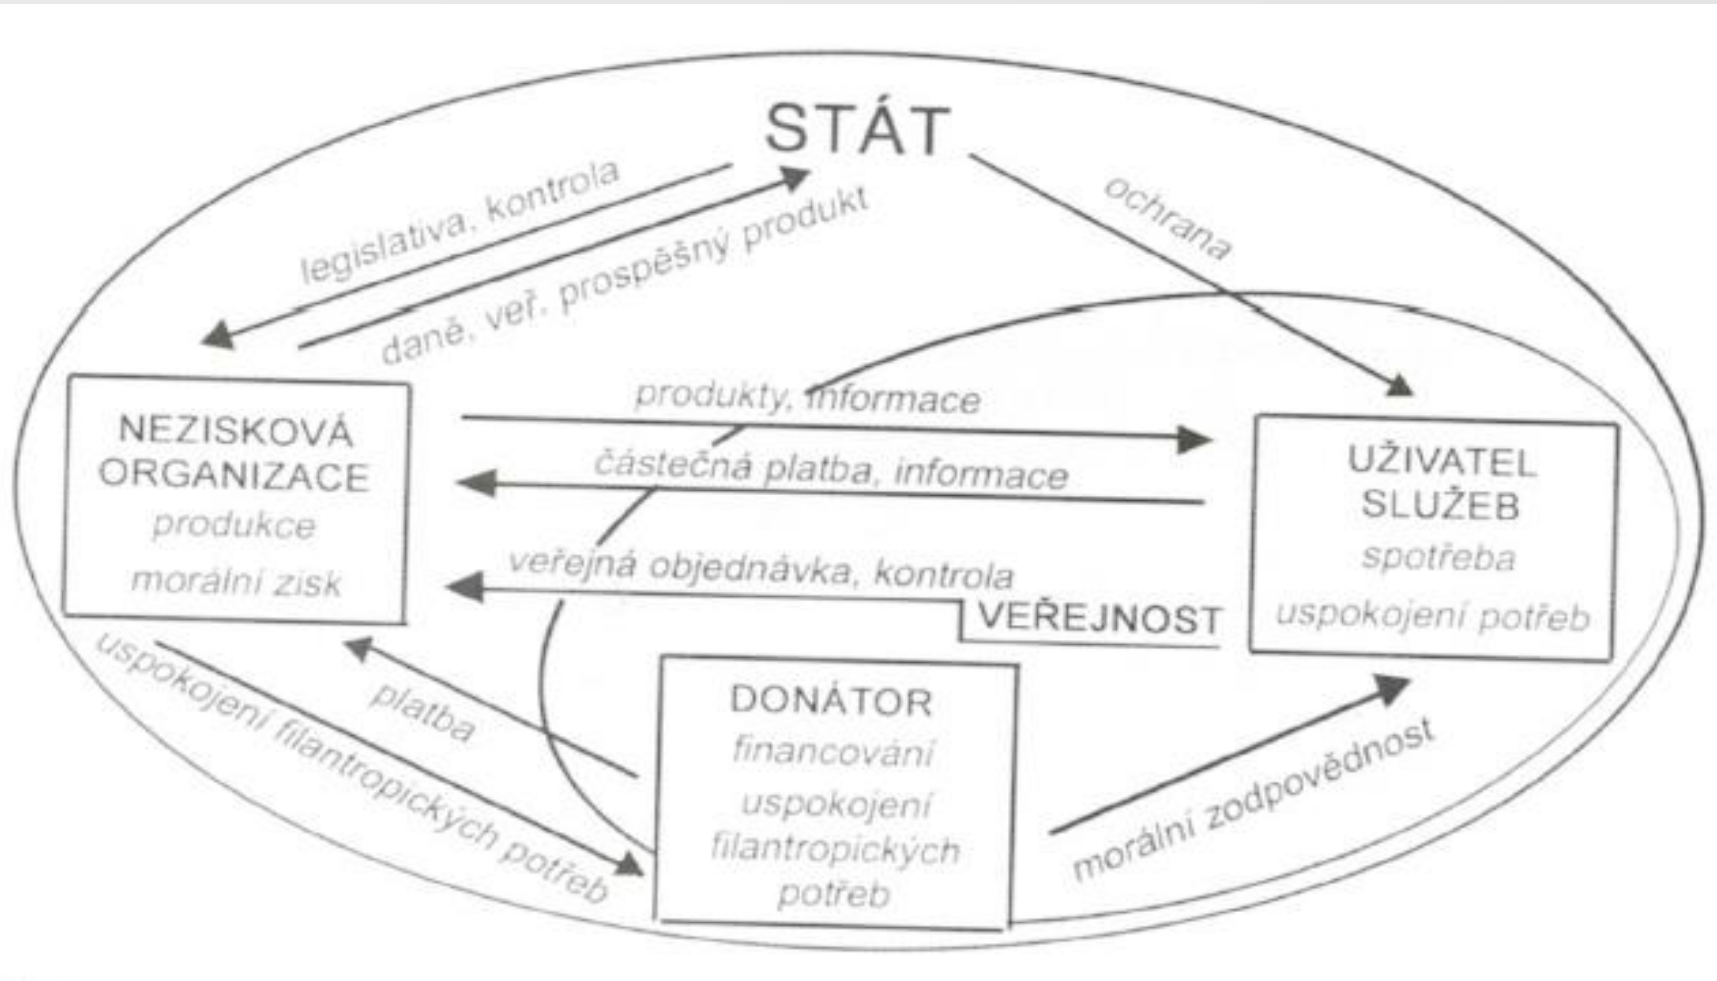 STÁT
legislativa, kontrola
daně, veř. prospěšný produkt
ochrana
NEZISKOVÁ
ORGANIZACE
produkce
morální zisk
produkty, informace
částečná platba, informace
veřejná objednávka, kontrola
VEŘEJNOST
UŽIVATEL
SLUŽEB
spotřeba
uspokojení potřeb
uspokojení filantropických potřeb
platba
DONÁTOR
financování
uspokojení
filantropických
potřeb
morální zodpovědnost